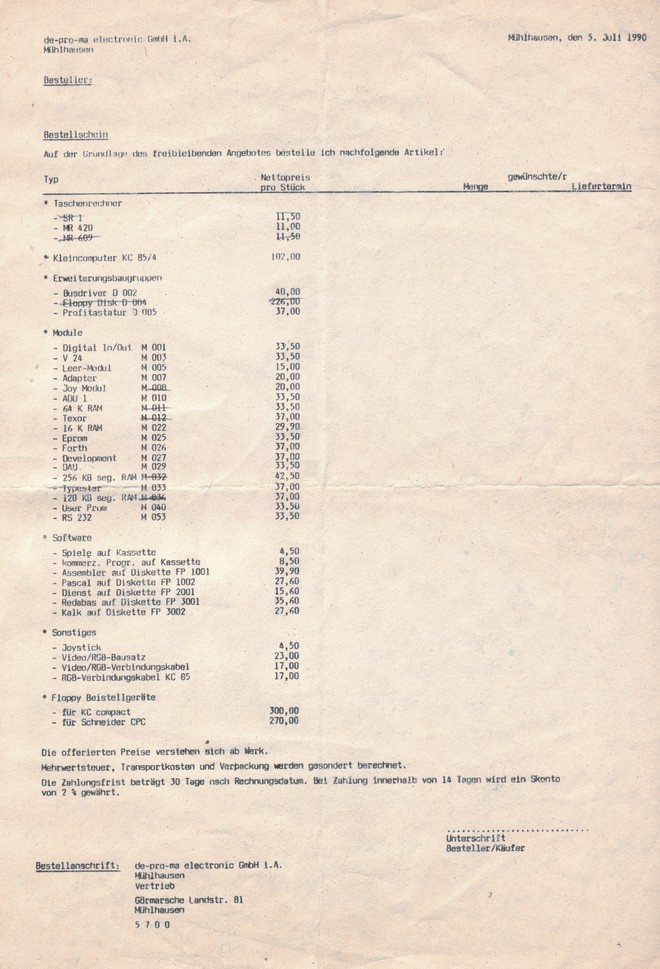 de-pro-ma electronic GmbH i.A. Mühlhausen, den 5. Juli 1990
Mühlhausen
Besteller:
Bestellschein
Auf der Grundlage des freibleibenden Angebotes bestelle ich nachfolgende Artikel:
Typ Nettopreis pro Stück Menge gewünschte/r Liefertermin
* Taschenrechner
- SR 1 11,50
- MR 420 11,00
- MR 609 11,50
* Kleincomputer KC 85/4 102,00
* Erweiterungsbaugruppen
- Busdriver D 002 40,00
- Floppy Disk D 004 226,00
- Profitastatur D 005 37,00
* Module
- Digital In/Out M 001 33,50
- V 24 M 003 33,50
- Leer-Modul M 005 15,00
- Adapter M 007 20,00
- Joy Modul M 008 20,00
- ADU 1 M 010 33,50
- 64 K RAM M 011 33,50
- Texor M 012 37,00
- 16 K RAM M 022 29,90
- Eprom M 025 33,50
- Forth M 026 37,00
- Development M 027 37,00
- DAU M 029 33,50
- 256 KB seg. RAM M 032 42,50
- Typestar M 033 37,00
- 128 KB seg. RAM M 036 37,00
- User Prom M 040 33,50
- RS 232 M 053 33,50
* Software
- Spiele auf Kassette 4,50
- kommerz. Progr. auf Kassette 8,50
- Assembler auf Diskette FP 1001 39,90
- Pascal auf Diskette FP 1002 27,60
- Dienst auf Diskette FP 2001 15,60
- Redabas auf Diskette FP 3001 35,60
- Kalk auf Diskette FP 3002 27,60
* Sonstiges
- Joystick 4,50
- Video/RGB-Bausatz 23,00
- Video/RGB-Verbindungskabel 17,00
- RGB-Verbindungskabel KC 85 17,00
* Floppy Beistellgeräte
- für KC compact 300,00
- für Schneider CPC 270,00
Die offerierten Preise verstehen sich ab Werk.
Mehrwertsteuer, Transportkosten und Verpackung werden gesondert berechnet.
Die Zahlungsfrist beträgt 30 Tage nach Rechnungsdatum. Bei Zahlung innerhalb von 14 Tagen wird ein Skonto
von 2 % gewährt.
Unterschrift
Besteller/Käufer
Bestellanschrift: de-pro-ma electronic GmbH i.A.
Mühlhausen
Vertrieb
Görmarsche Landstr. 81
Mühlhausen
5 7 0 0